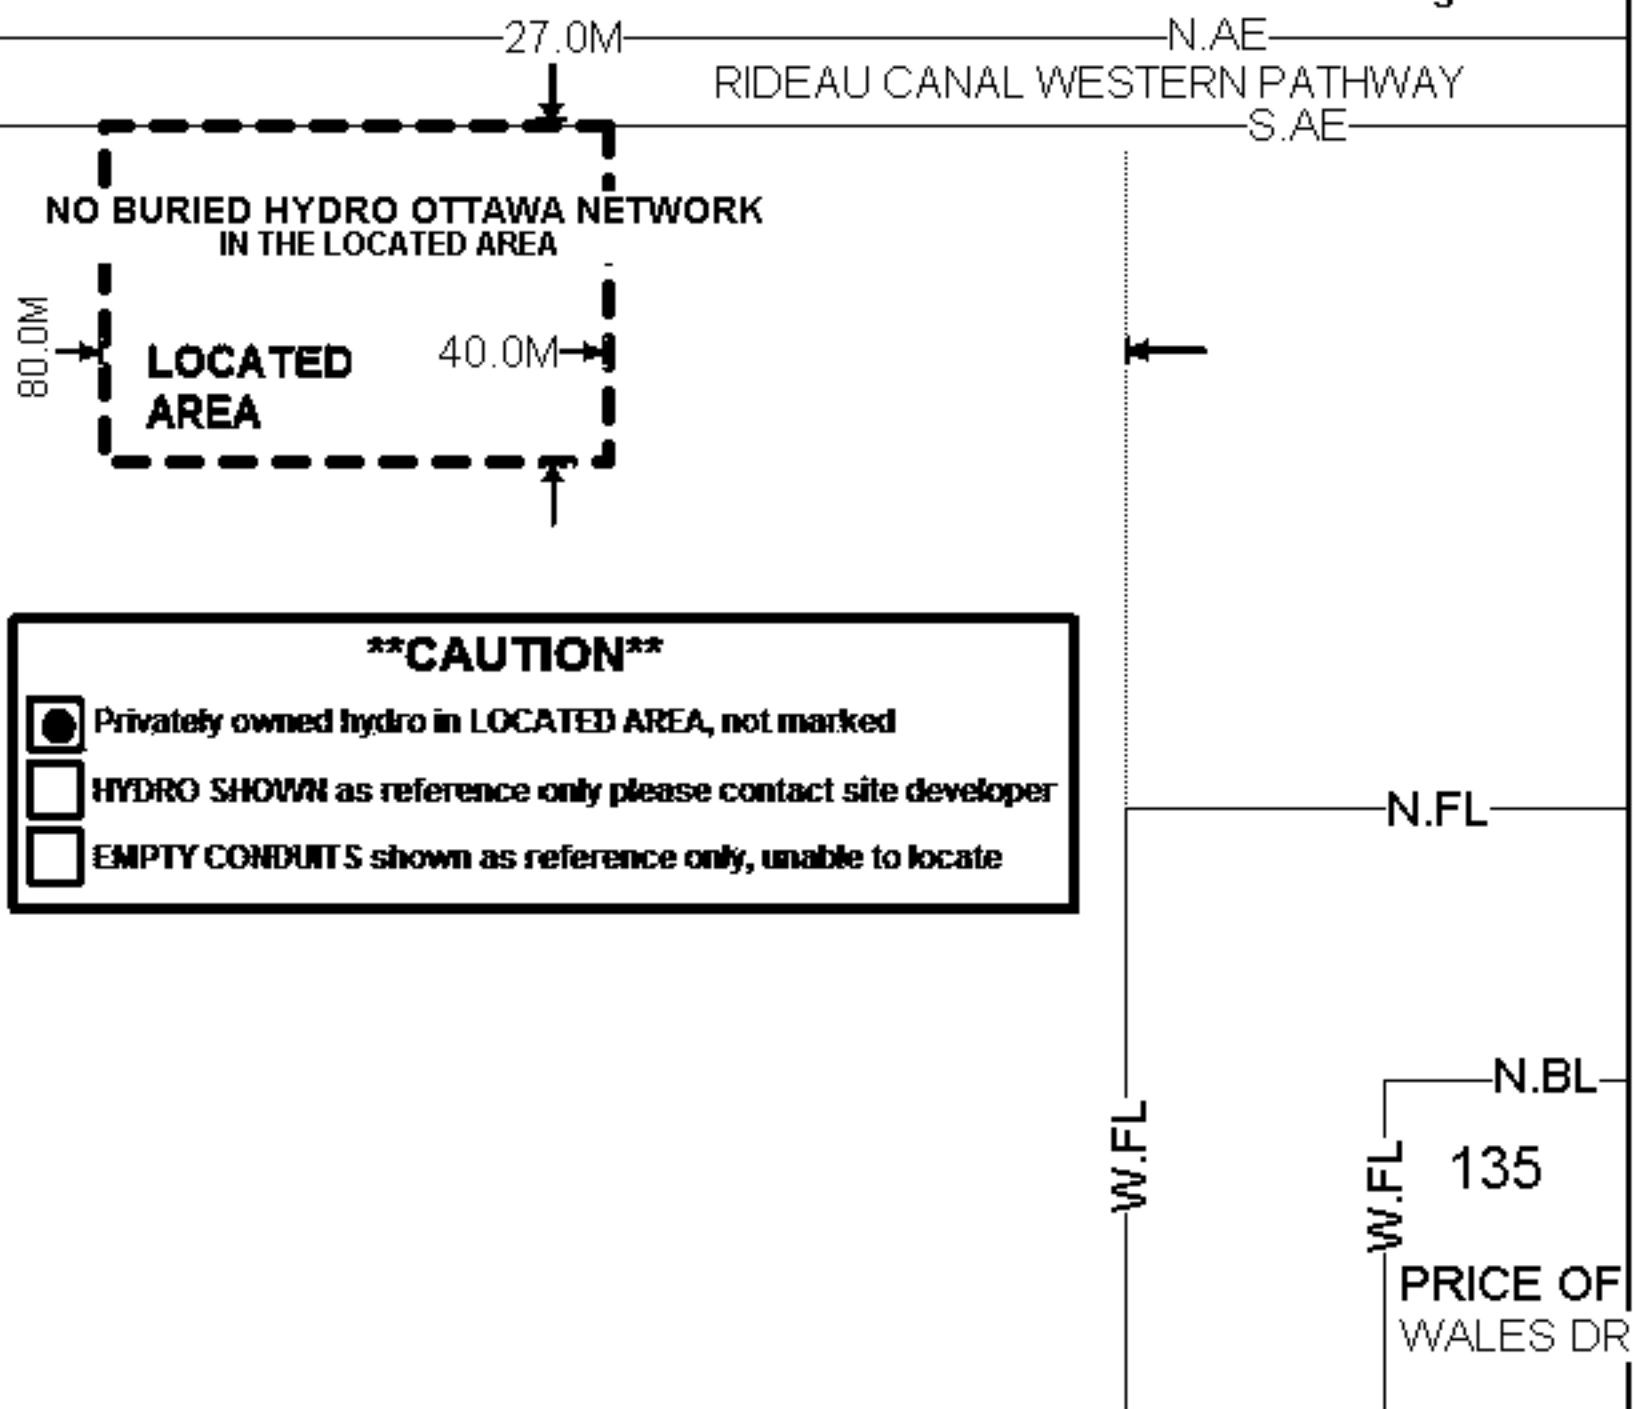 27.0M
N.AE
RIDEAU CANAL WESTERN PATHWAY
S.AE
NO BURIED HYDRO OTTAWA NETWORK
IN THE LOCATED AREA
80.0M
LOCATED
AREA
40.0M
**CAUTION**
Privately owned hydro in LOCATED AREA, not marked
HYDRO SHOWN as reference only please contact site developer
EMPTY CONDUITS shown as reference only, unable to locate
N.FL
N.BL
W.FL
W.FL
135
PRICE OF
WALES DR